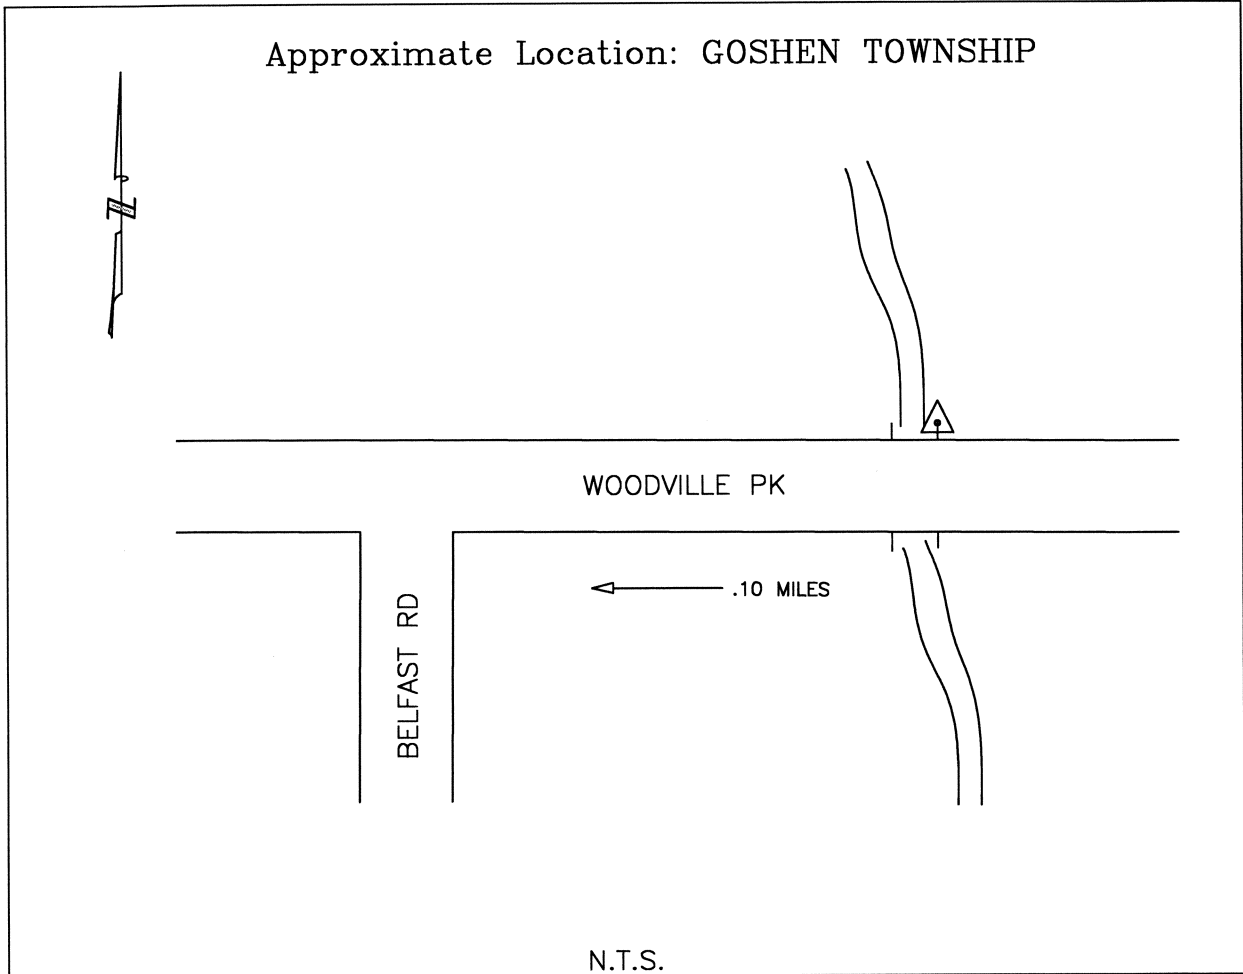 Approximate Location: GOSHEN TOWNSHIP
N
WOODVILLE PK
.10 MILES
BELFAST RD
N.T.S.